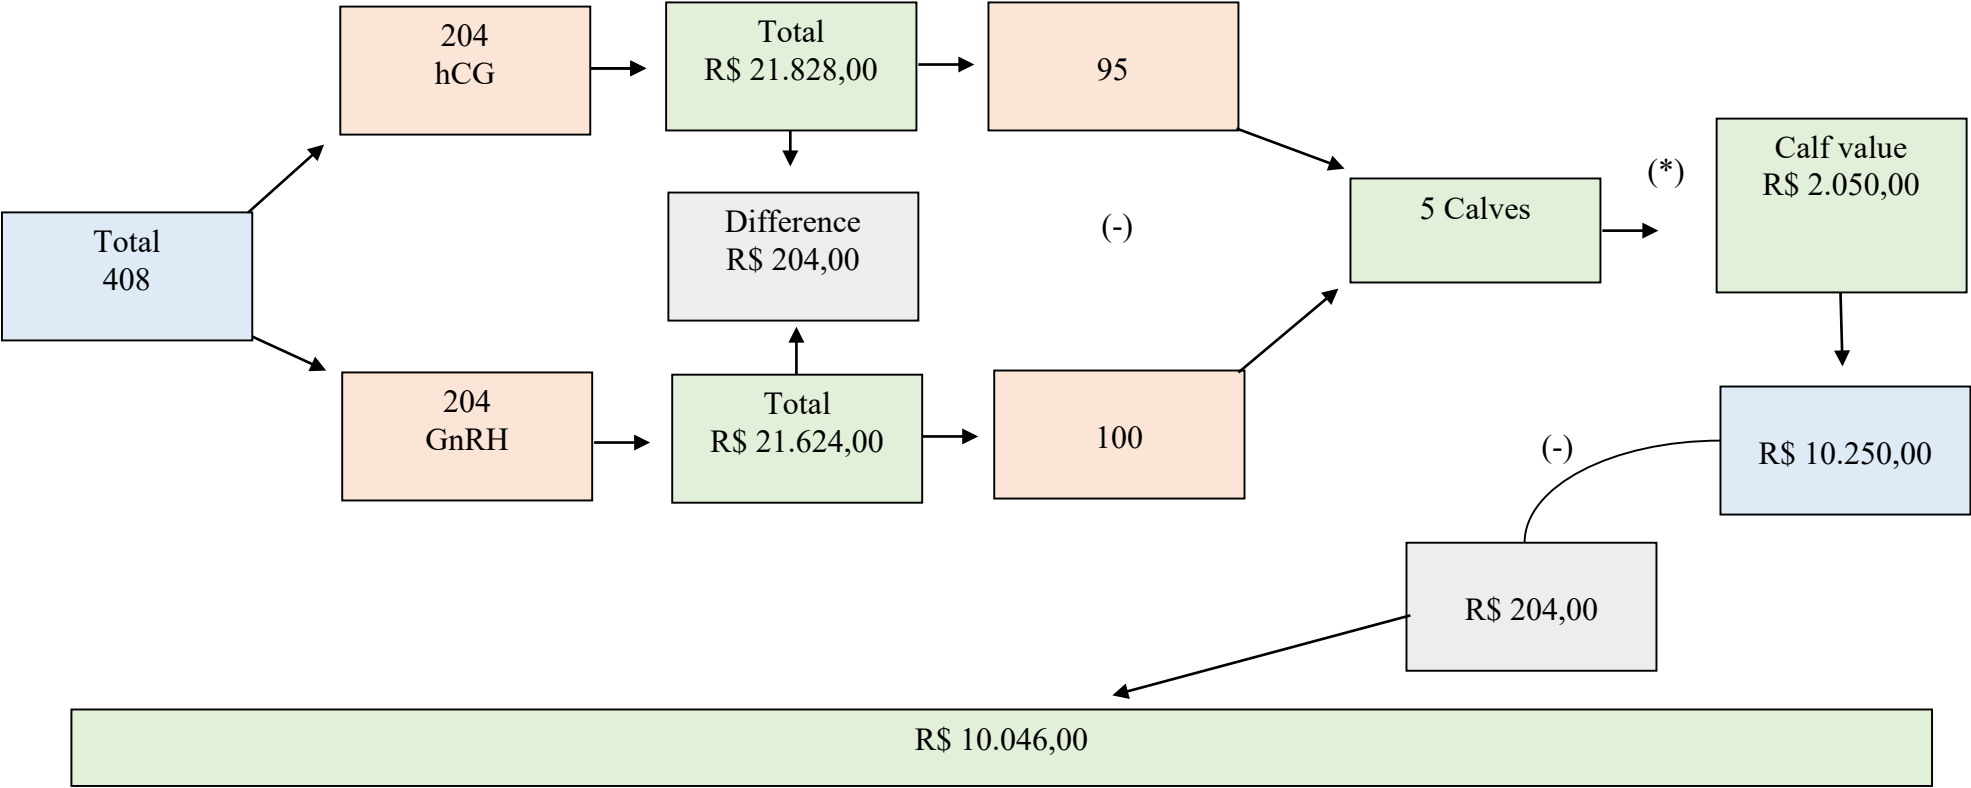 204
hCG
Total
R$ 21.828,00
95
Total
408
Difference
R$ 204,00
(-)
5 Calves
(*)
Calf value
R$ 2.050,00
204
GnRH
Total
R$ 21.624,00
100
(-)
R$ 10.250,00
R$ 204,00
R$ 10.046,00